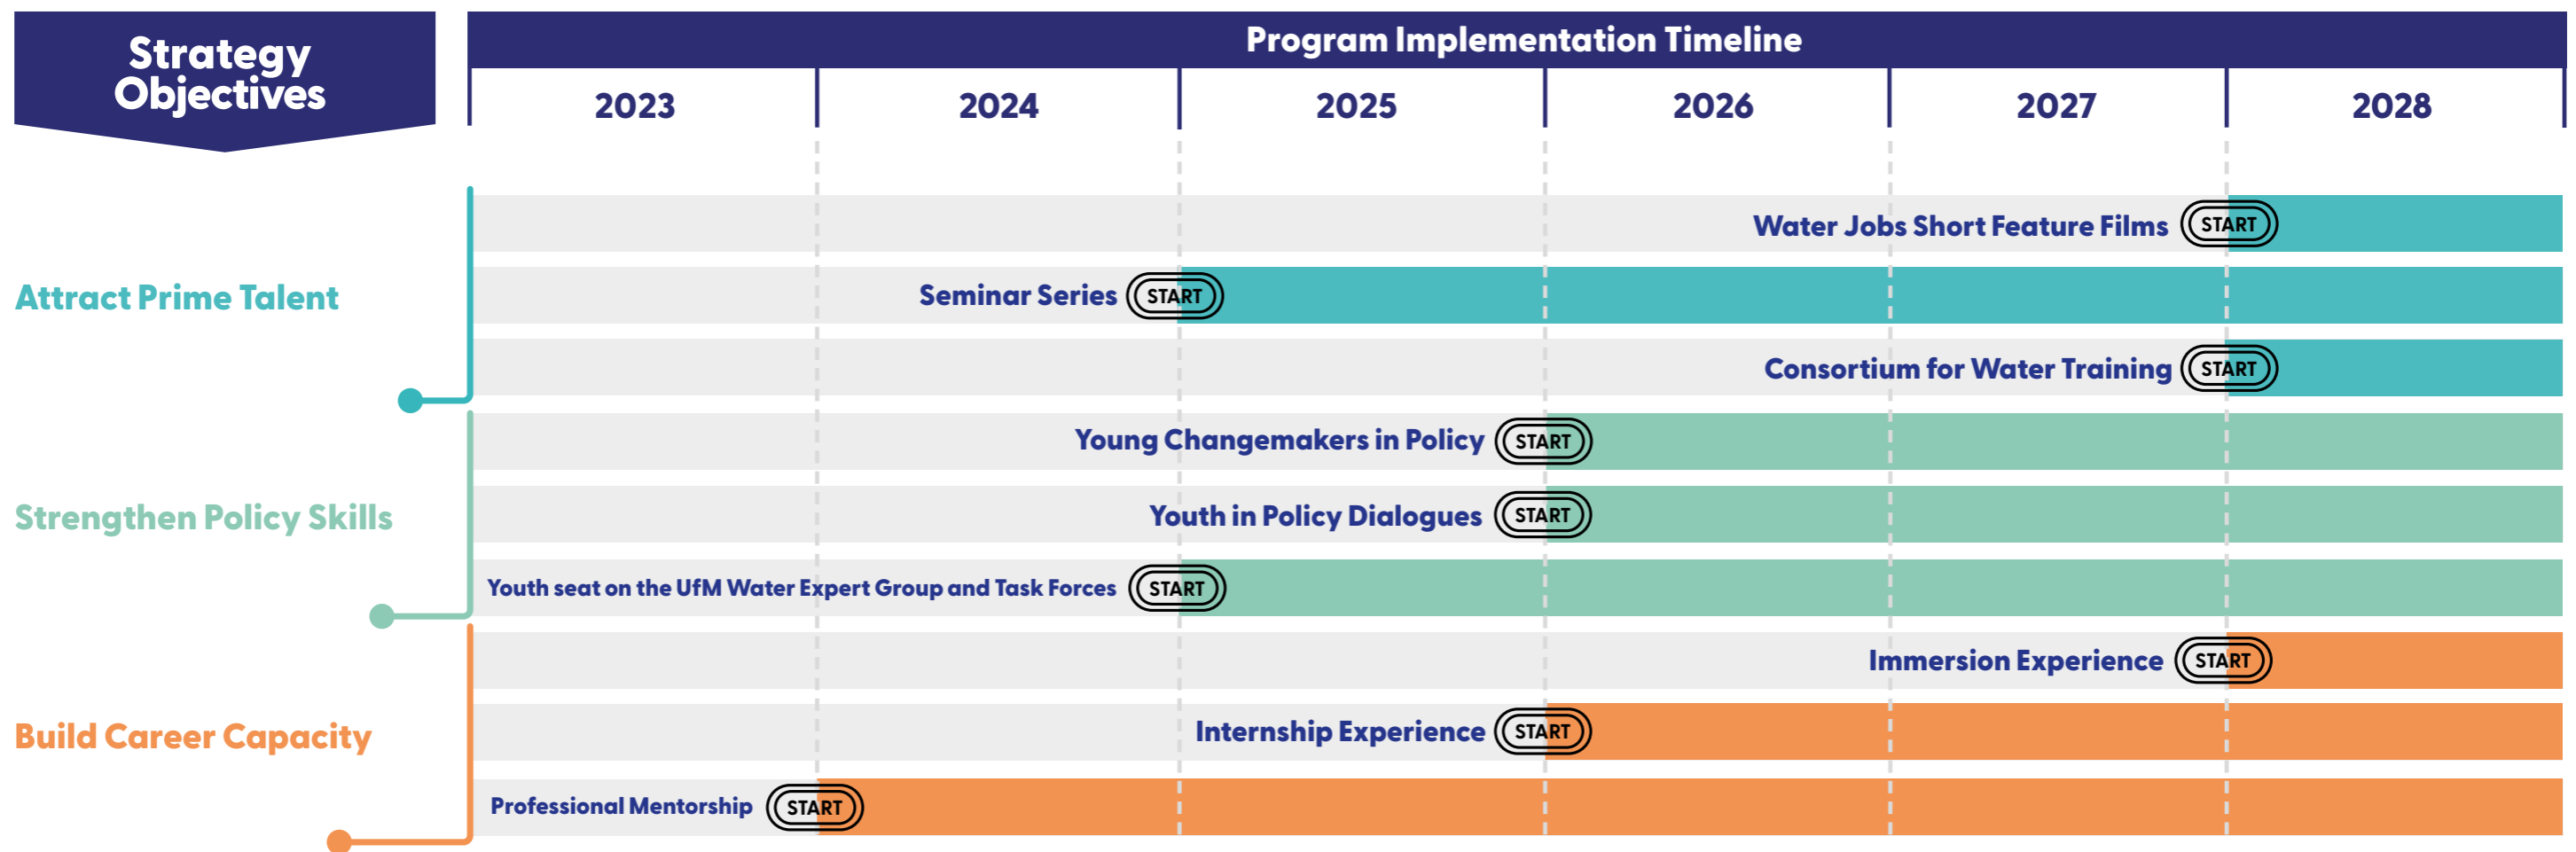 Strategy
Objectives
Program Implementation Timeline
2023 2024 2025 2026 2027 2028
Attract Prime Talent
Water Jobs Short Feature Films START
Seminar Series START
Consortium for Water Training START
Strengthen Policy Skills
Young Changemakers in Policy START
Youth in Policy Dialogues START
Youth seat on the UfM Water Expert Group and Task Forces START
Build Career Capacity
Immersion Experience START
Internship Experience START
Professional Mentorship START